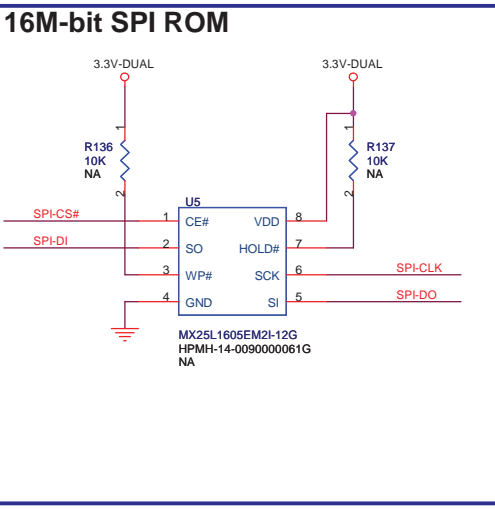 16M-bit SPI ROM
3.3V-DUAL
3.3V-DUAL
1
R136
10K
NA
2
1
R137
10K
NA
2
U5
SPI-CS#
1
CE#
VDD
8
SPI-DI
2
SO
HOLD#
7
3
WP#
SCK
6
SPI-CLK
4
GND
SI
5
SPI-DO
MX25L1605EM2I-12G
HPMH-14-0090000061G
NA